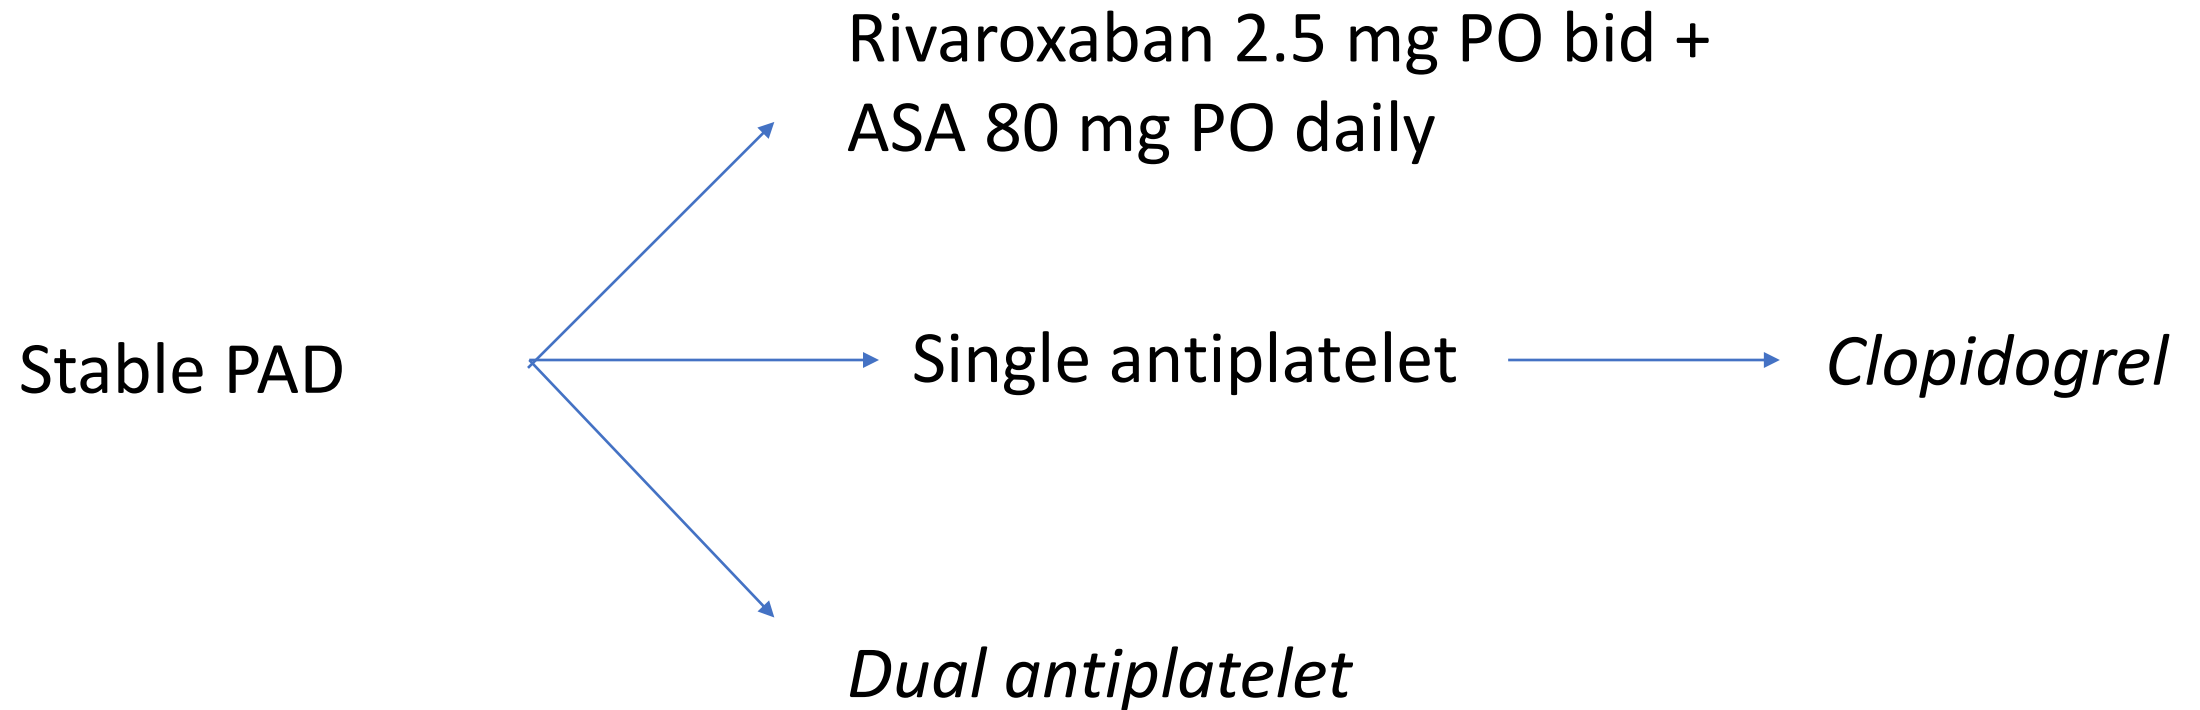 Rivaroxaban 2.5 mg PO bid +
ASA 80 mg PO daily
Stable PAD
Single antiplatelet
Clopidogrel
Dual antiplatelet